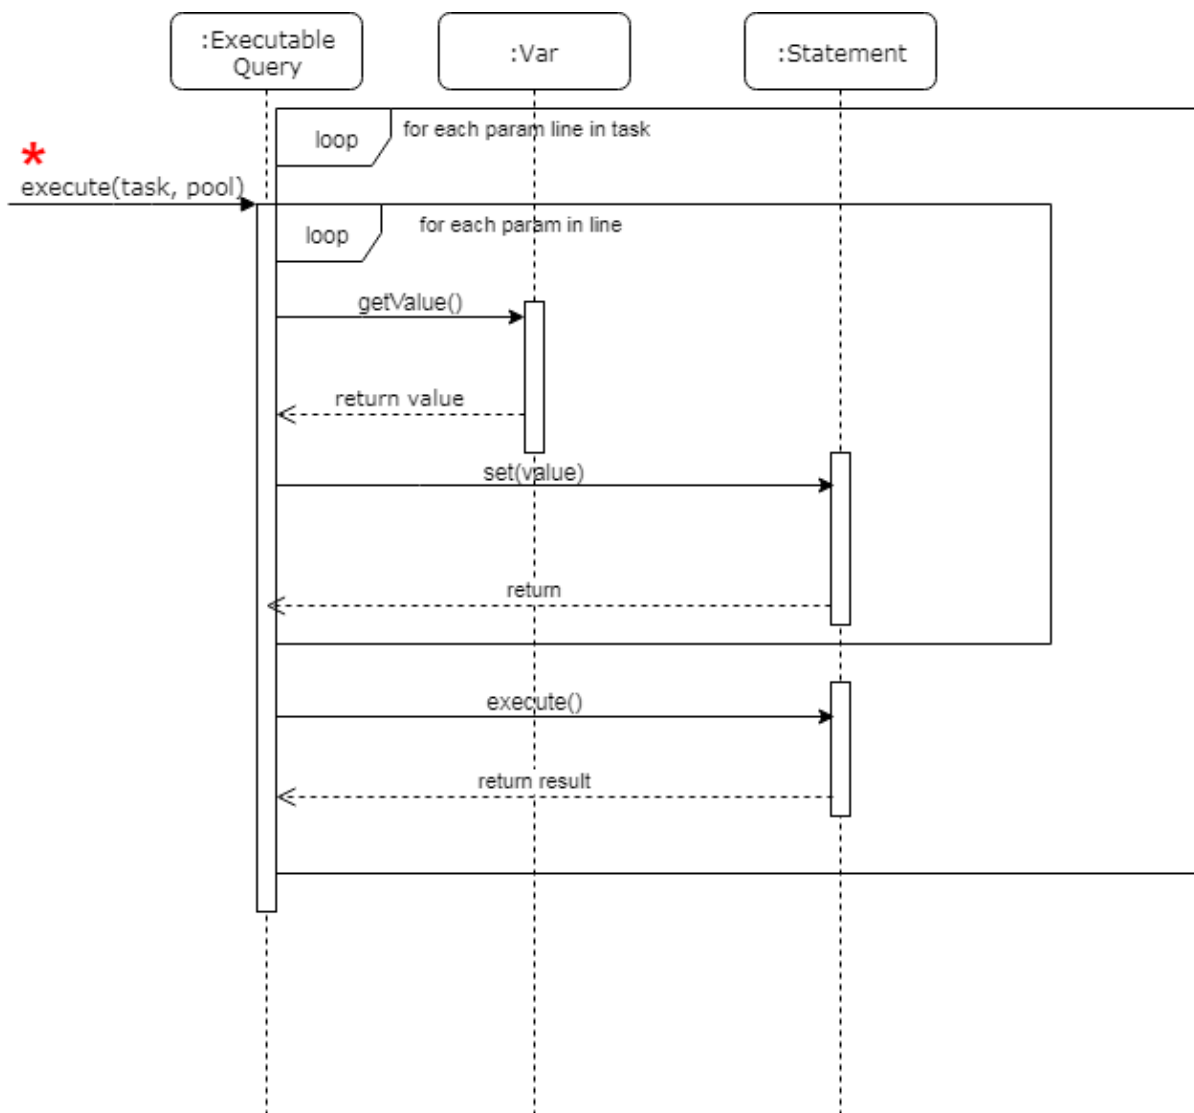 :Executable
Query
:Var
:Statement
loop
for each param line in task
*
execute(task, pool)
loop
for each param in line
getValue()
return value
set(value)
return
execute()
return result